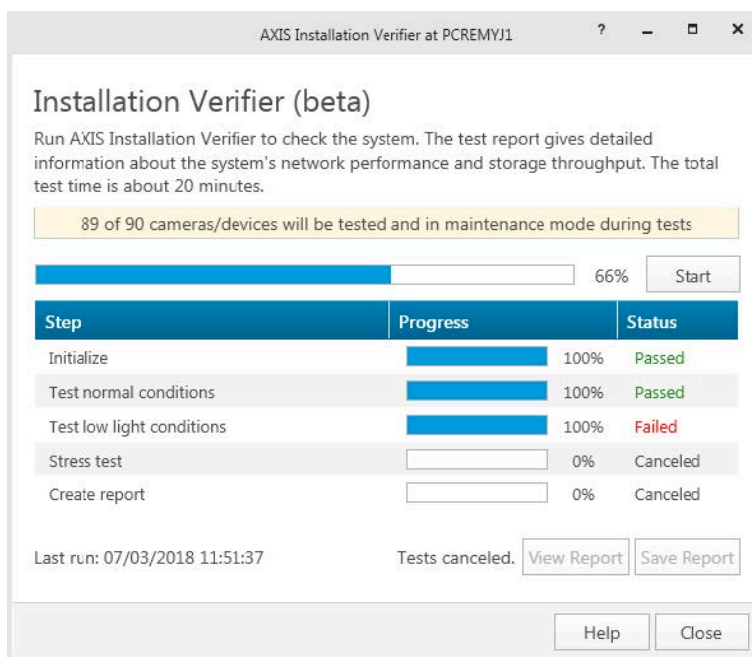 AXIS Installation Verifier at PCREMYJ1
Installation Verifier (beta)
Run AXIS Installation Verifier to check the system. The test report gives detailed
information about the system's network performance and storage throughput. The total
test time is about 20 minutes.
89 of 90 cameras/devices will be tested and in maintenance mode during tests
66% Start
Step Progress Status
Initialize 100% Passed
Test normal conditions 100% Passed
Test low light conditions 100% Failed
Stress test 0% Canceled
Create report 0% Canceled
Last run: 07/03/2018 11:51:37 Tests canceled. View Report Save Report
Help Close